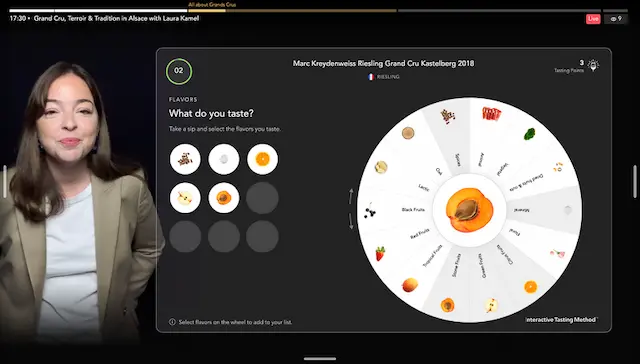 All about Grands Crus
17:30 • Grand Cru, Terroir & Tradition in Alsace with Laura Kamel
Live
9
02
Marc Kreydenweiss Riesling Grand Cru Kastelberg 2018
RIESLING
3
Tasting Points
FLAVORS
What do you taste?
Take a sip and select the flavors you taste.
Animal
Vegetal
Dried Fruits & Nuts
Mineral
Floral
Citrus Fruits
Green Fruits
Stone Fruits
Tropical Fruits
Red Fruits
Black Fruits
Lactic
Oak
Select flavors on the wheel to add to your list.
Interactive Tasting Method